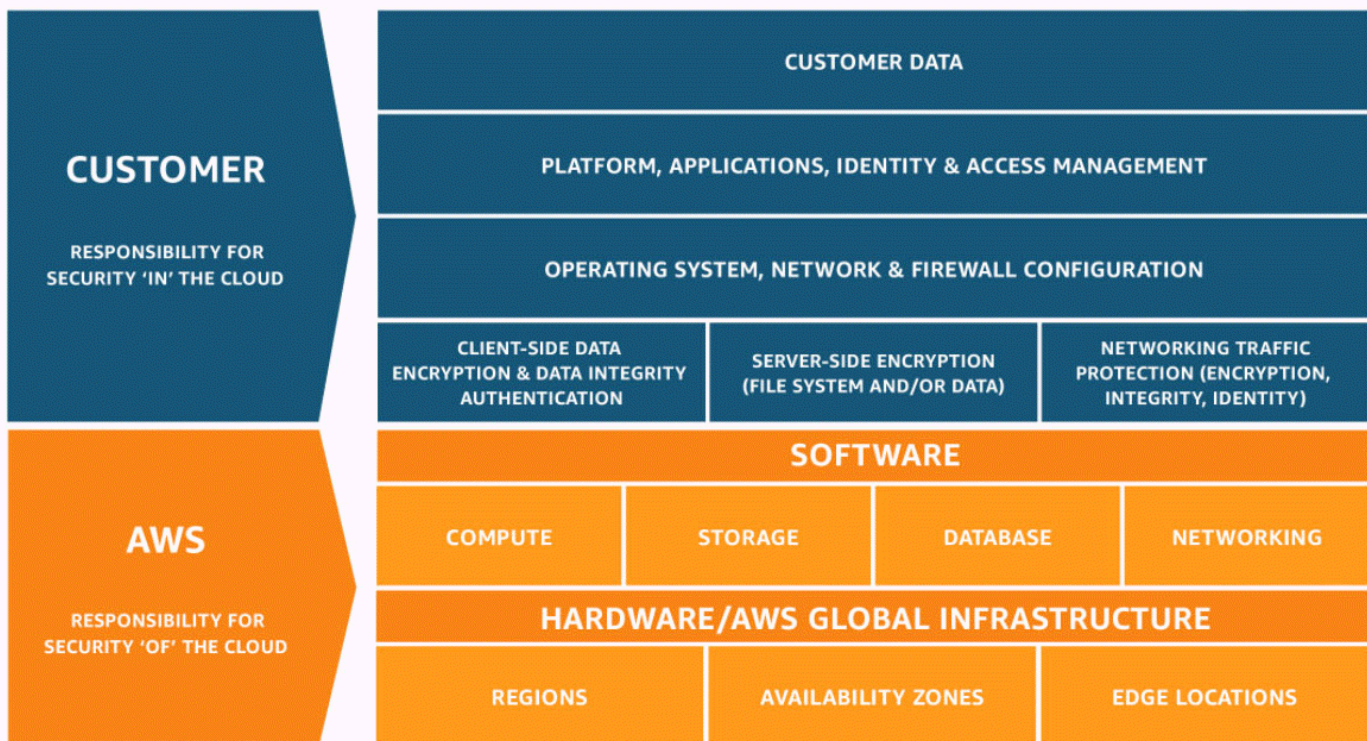 CUSTOMER
RESPONSIBILITY FOR
SECURITY ‘IN’ THE CLOUD
CUSTOMER DATA
PLATFORM, APPLICATIONS, IDENTITY & ACCESS MANAGEMENT
OPERATING SYSTEM, NETWORK & FIREWALL CONFIGURATION
CLIENT-SIDE DATA
ENCRYPTION & DATA INTEGRITY
AUTHENTICATION
SERVER-SIDE ENCRYPTION
(FILE SYSTEM AND/OR DATA)
NETWORKING TRAFFIC
PROTECTION (ENCRYPTION,
INTEGRITY, IDENTITY)
AWS
RESPONSIBILITY FOR
SECURITY ‘OF’ THE CLOUD
SOFTWARE
COMPUTE
STORAGE
DATABASE
NETWORKING
HARDWARE/AWS GLOBAL INFRASTRUCTURE
REGIONS
AVAILABILITY ZONES
EDGE LOCATIONS